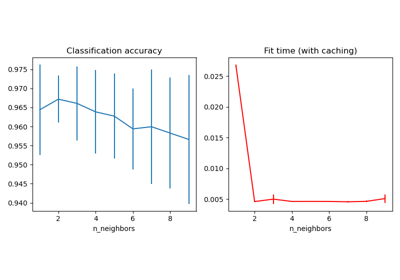 Classification accuracy
0.975
0.970
0.965
0.960
0.955
0.950
0.945
0.940
2 4 6 8
n_neighbors
Fit time (with caching)
0.025
0.020
0.015
0.010
0.005
2 4 6 8
n_neighbors